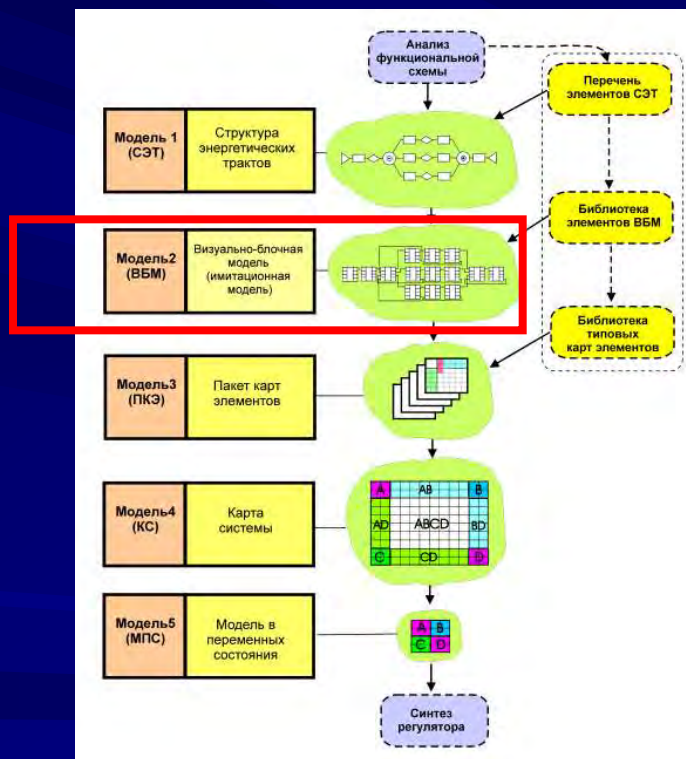 Анализ
функциональной
схемы
Перечень
элементов СЭТ
Модель 1
(СЭТ)
Структура
энергетических
трактов
Библиотека
элементов ВБМ
Модель2
(ВБМ)
Визуально-блочная
модель
(имитационная
модель)
Библиотека
типовых
карт элементов
Модель3
(ПКЭ)
Пакет карт
элементов
Модель4
(КС)
Карта
системы
A AB B
AD ABCD BD
C CD D
Модель5
(МПС)
Модель в
переменных
состояния
A B
C D
Синтез
регулятора